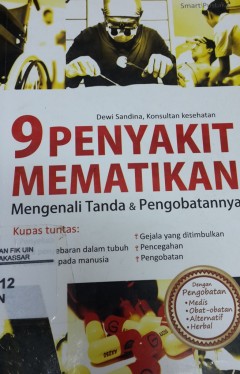 Smart Pustaka
Dewi Sandina, Konsultan kesehatan
9 PENYAKIT
MEMATIKAN
Mengenali Tanda & Pengobatannya
Kupas tuntas:
Gejala yang ditimbulkan
Pencegahan
Pengobatan
ebaran dalam tubuh
pada manusia
AN FIK UIN
AKASSAR
12
N
Dengan
Pengobatan
• Medis
• Obat-obatan
• Alternatif
• Herbal